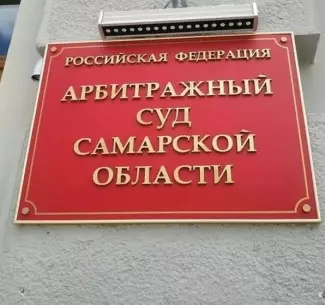 РОССИЙСКАЯ ФЕДЕРАЦИЯ
АРБИТРАЖНЫЙ
СУД
САМАРСКОЙ
ОБЛАСТИ